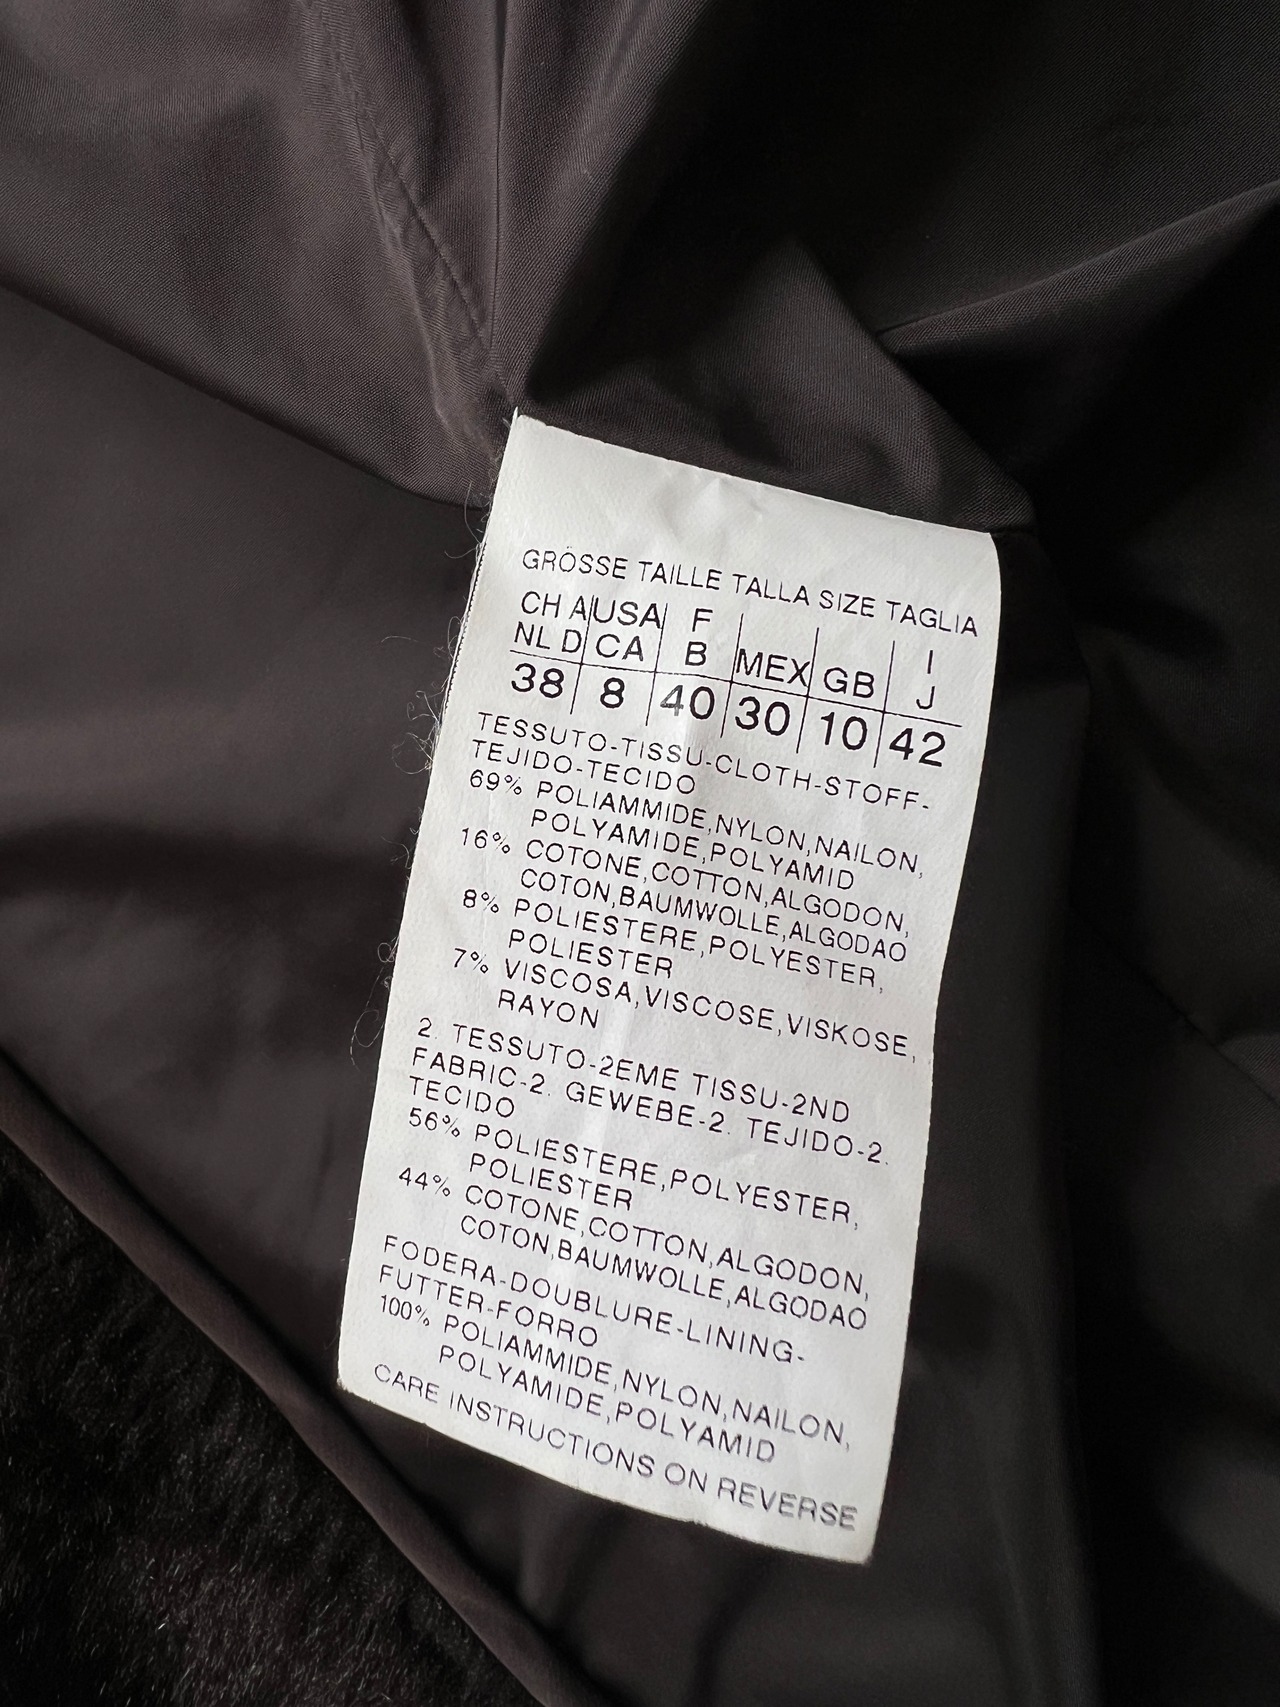 GRÖSSE TAILLE TALLA SIZE TAGLIA
CH A USA F I
NL D CA B MEX GB J
38 8 40 30 10 42
TESSUTO-TISSU-CLOTH-STOFF-
TEJIDO-TECIDO
69% POLIAMMIDE,NYLON,NAILON,
POLYAMIDE,POLYAMID
16% COTONE,COTTON,ALGODON,
COTON,BAUMWOLLE,ALGODAO
8% POLIESTERE,POLYESTER,
POLIESTER
7% VISCOSA,VISCOSE,VISKOSE,
RAYON
2. TESSUTO-2EME TISSU-2ND
FABRIC-2. GEWEBE-2. TEJIDO-2.
TECIDO
56% POLIESTERE,POLYESTER,
POLIESTER
44% COTONE,COTTON,ALGODON,
COTON,BAUMWOLLE,ALGODAO
FODERA-DOUBLURE-LINING-
FUTTER-FORRO
100% POLIAMMIDE,NYLON,NAILON,
POLYAMIDE,POLYAMID
CARE INSTRUCTIONS ON REVERSE